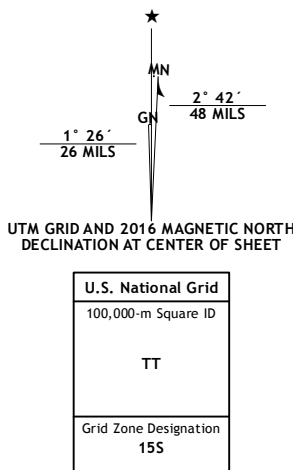 ★
MN
GN
2° 42´
48 MILS
1° 26´
26 MILS
UTM GRID AND 2016 MAGNETIC NORTH
DECLINATION AT CENTER OF SHEET
U.S. National Grid
100,000-m Square ID
TT
Grid Zone Designation
15S